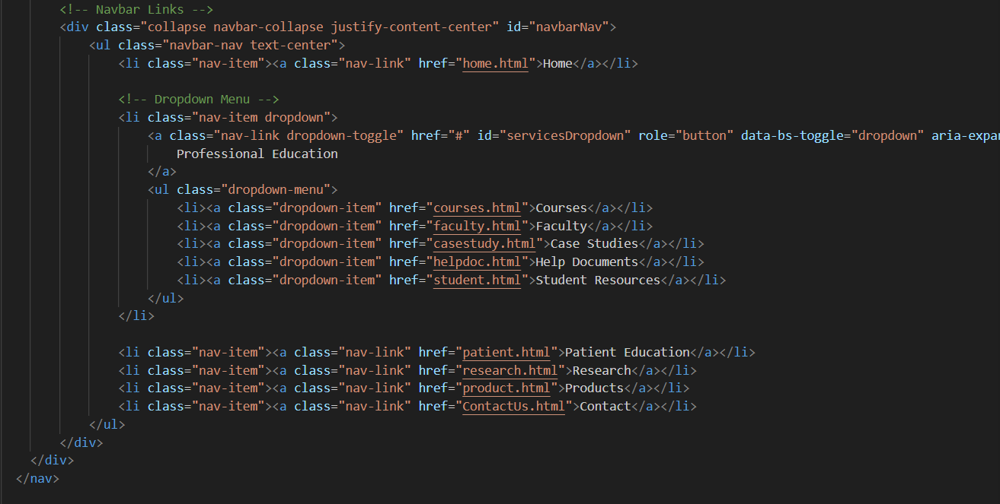 <!-- Navbar Links -->
<div class="collapse navbar-collapse justify-content-center" id="navbarNav">
<ul class="navbar-nav text-center">
<li class="nav-item"><a class="nav-link" href="home.html">Home</a></li>
<!-- Dropdown Menu -->
<li class="nav-item dropdown">
<a class="nav-link dropdown-toggle" href="#" id="servicesDropdown" role="button" data-bs-toggle="dropdown" aria-expan
Professional Education
</a>
<ul class="dropdown-menu">
<li><a class="dropdown-item" href="courses.html">Courses</a></li>
<li><a class="dropdown-item" href="faculty.html">Faculty</a></li>
<li><a class="dropdown-item" href="casestudy.html">Case Studies</a></li>
<li><a class="dropdown-item" href="helpdoc.html">Help Documents</a></li>
<li><a class="dropdown-item" href="student.html">Student Resources</a></li>
</ul>
</li>
<li class="nav-item"><a class="nav-link" href="patient.html">Patient Education</a></li>
<li class="nav-item"><a class="nav-link" href="research.html">Research</a></li>
<li class="nav-item"><a class="nav-link" href="product.html">Products</a></li>
<li class="nav-item"><a class="nav-link" href="ContactUs.html">Contact</a></li>
</ul>
</div>
</div>
</nav>